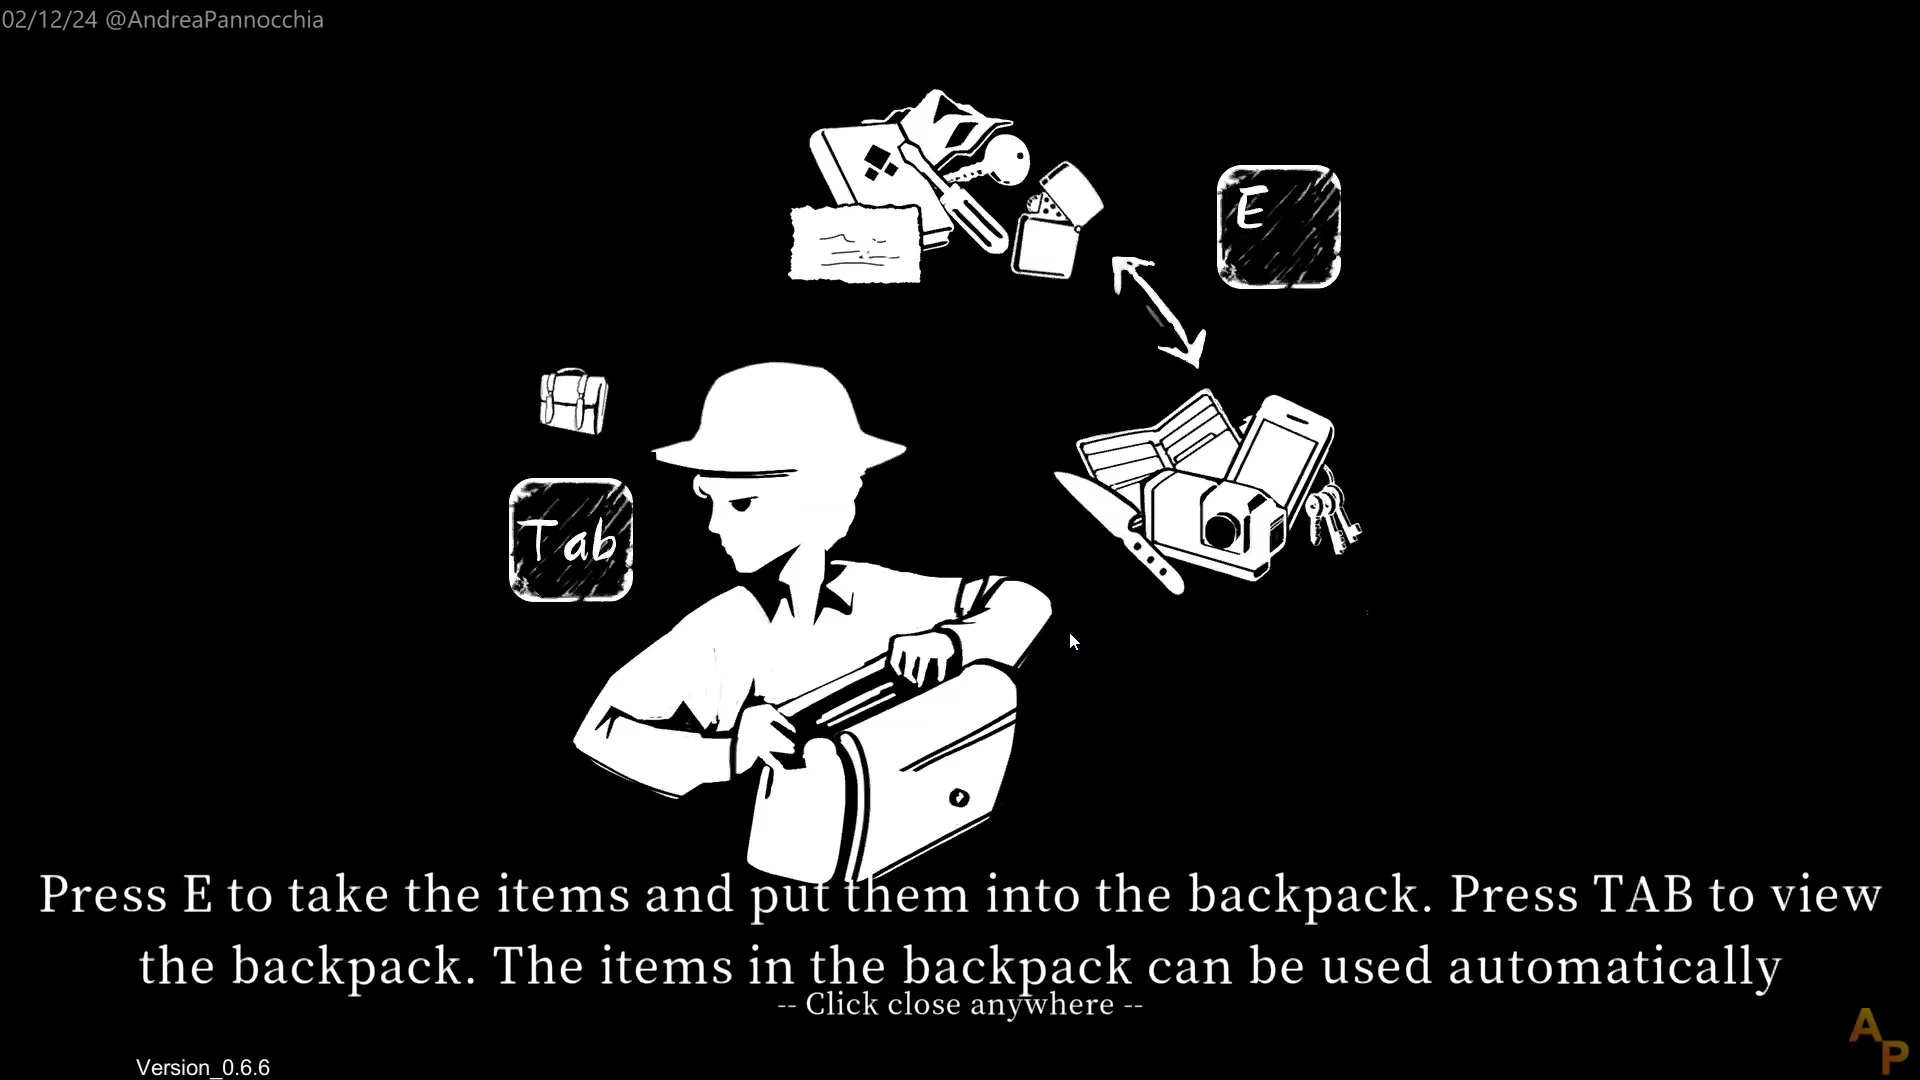 02/12/24 @AndreaPannocchia
E
Tab
Press E to take the items and put them into the backpack. Press TAB to view
the backpack. The items in the backpack can be used automatically
-- Click close anywhere --
Version_0.6.6
AP